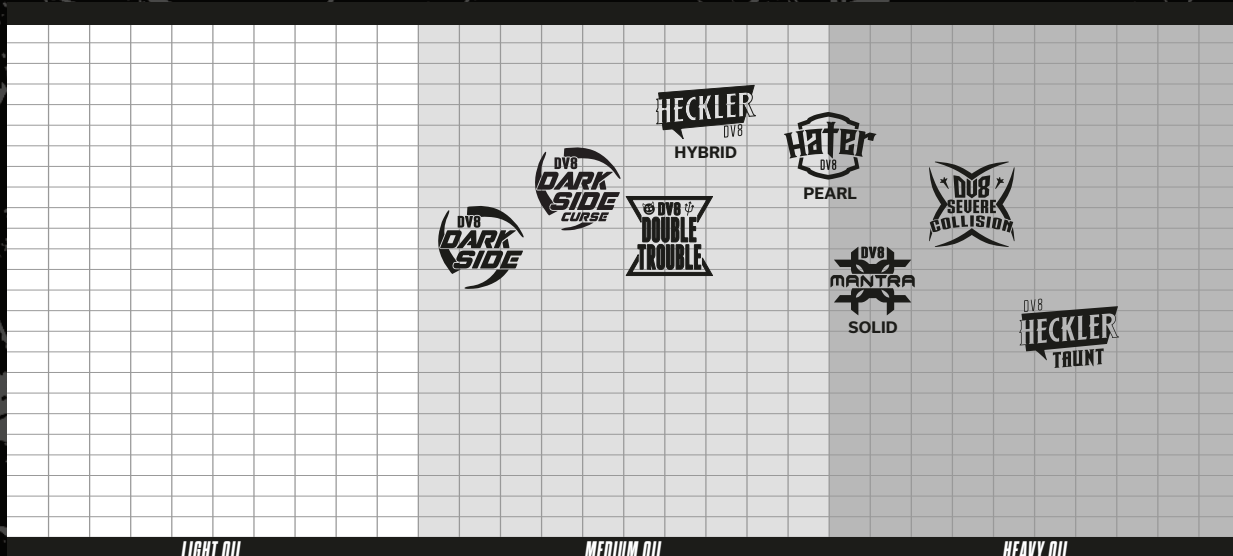 HECKLER
DV8
HYBRID
Hater
DV8
PEARL
DV8
DARK
SIDE
CURSE
DV8
DOUBLE
TROUBLE
DV8
SEVERE
COLLISION
DV8
DARK
SIDE
DV8
MANTRA
SOLID
DV8
HECKLER
TAUNT
LIGHT OIL
MEDIUM OIL
HEAVY OIL